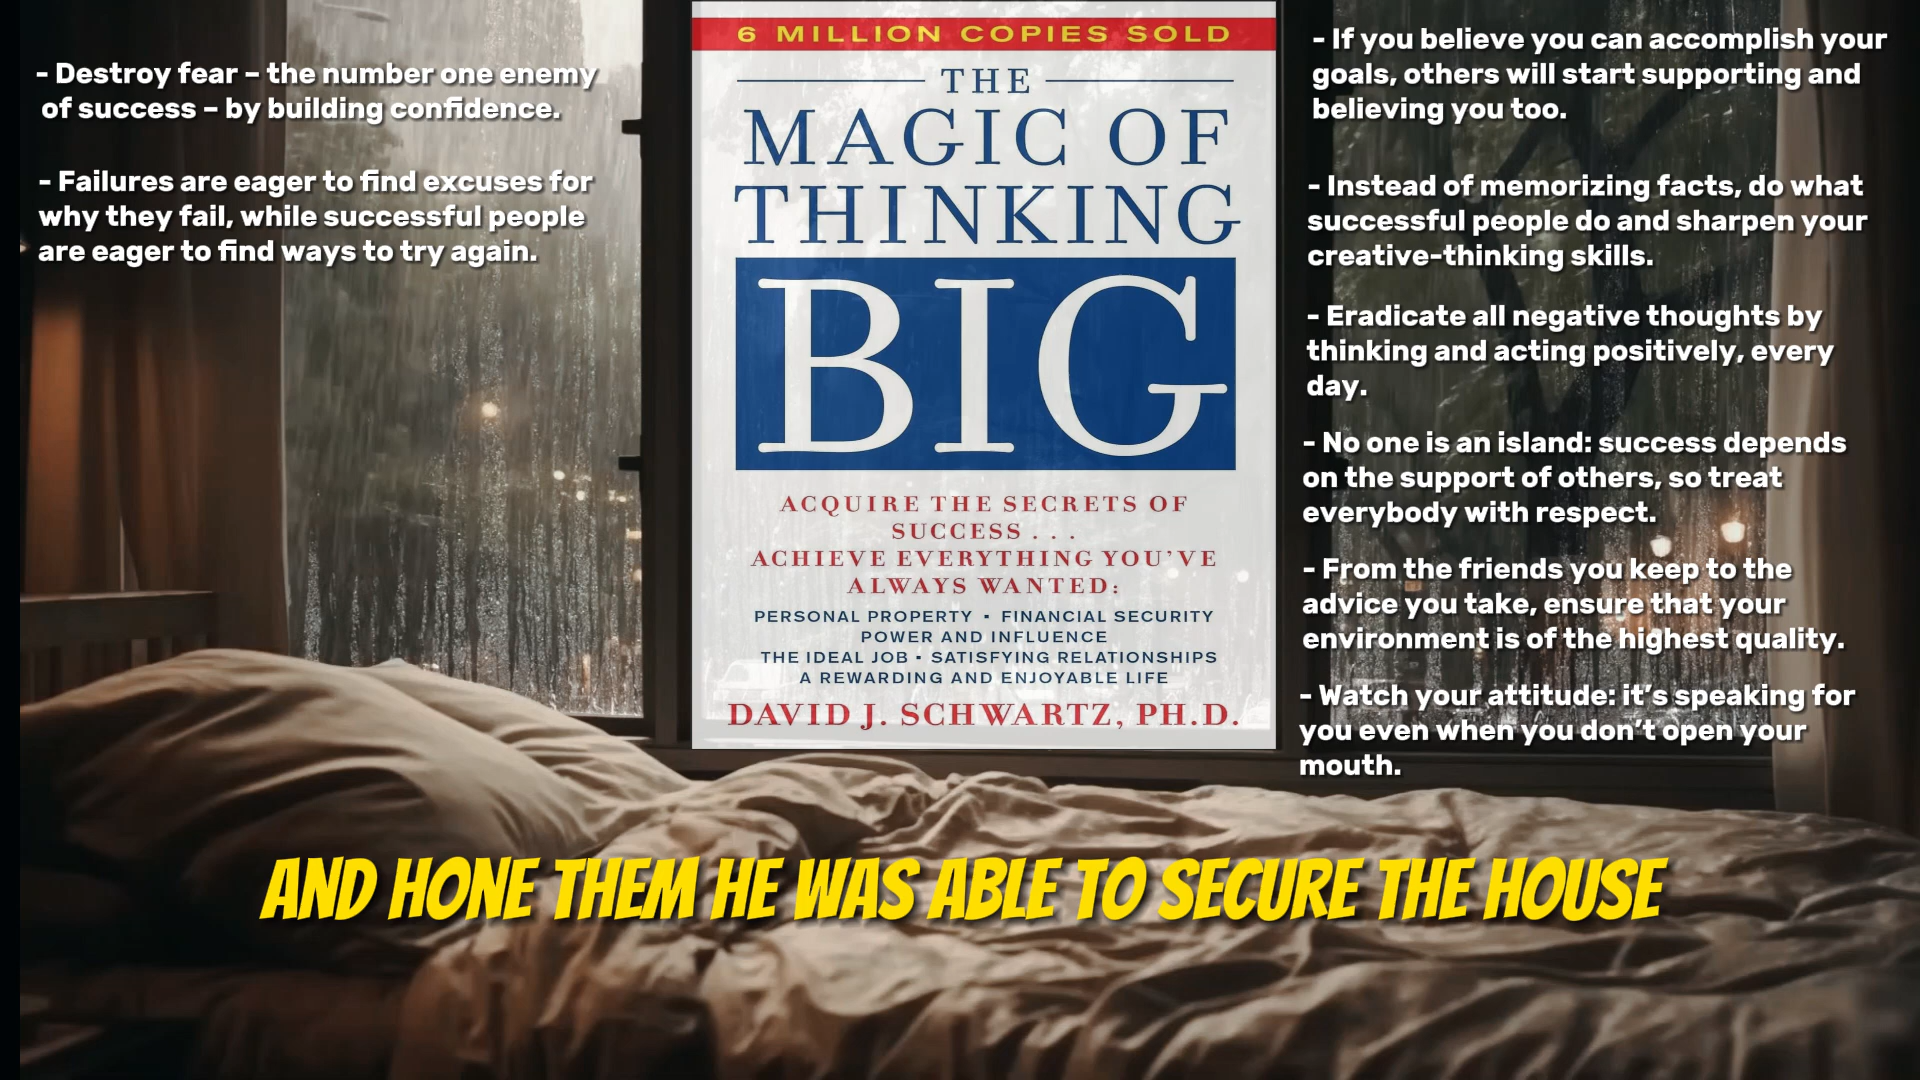 - Destroy fear – the number one enemy
of success – by building confidence.
- Failures are eager to find excuses for
why they fail, while successful people
are eager to find ways to try again.
6 MILLION COPIES SOLD
THE
MAGIC OF
THINKING
BIG
ACQUIRE THE SECRETS OF
SUCCESS . . .
ACHIEVE EVERYTHING YOU'VE
ALWAYS WANTED:
PERSONAL PROPERTY • FINANCIAL SECURITY
POWER AND INFLUENCE
THE IDEAL JOB • SATISFYING RELATIONSHIPS
A REWARDING AND ENJOYABLE LIFE
DAVID J. SCHWARTZ, PH.D.
- If you believe you can accomplish your
goals, others will start supporting and
believing you too.
- Instead of memorizing facts, do what
successful people do and sharpen your
creative-thinking skills.
- Eradicate all negative thoughts by
thinking and acting positively, every
day.
- No one is an island: success depends
on the support of others, so treat
everybody with respect.
- From the friends you keep to the
advice you take, ensure that your
environment is of the highest quality.
- Watch your attitude: it’s speaking for
you even when you don’t open your
mouth.
AND HONE THEM HE WAS ABLE TO SECURE THE HOUSE